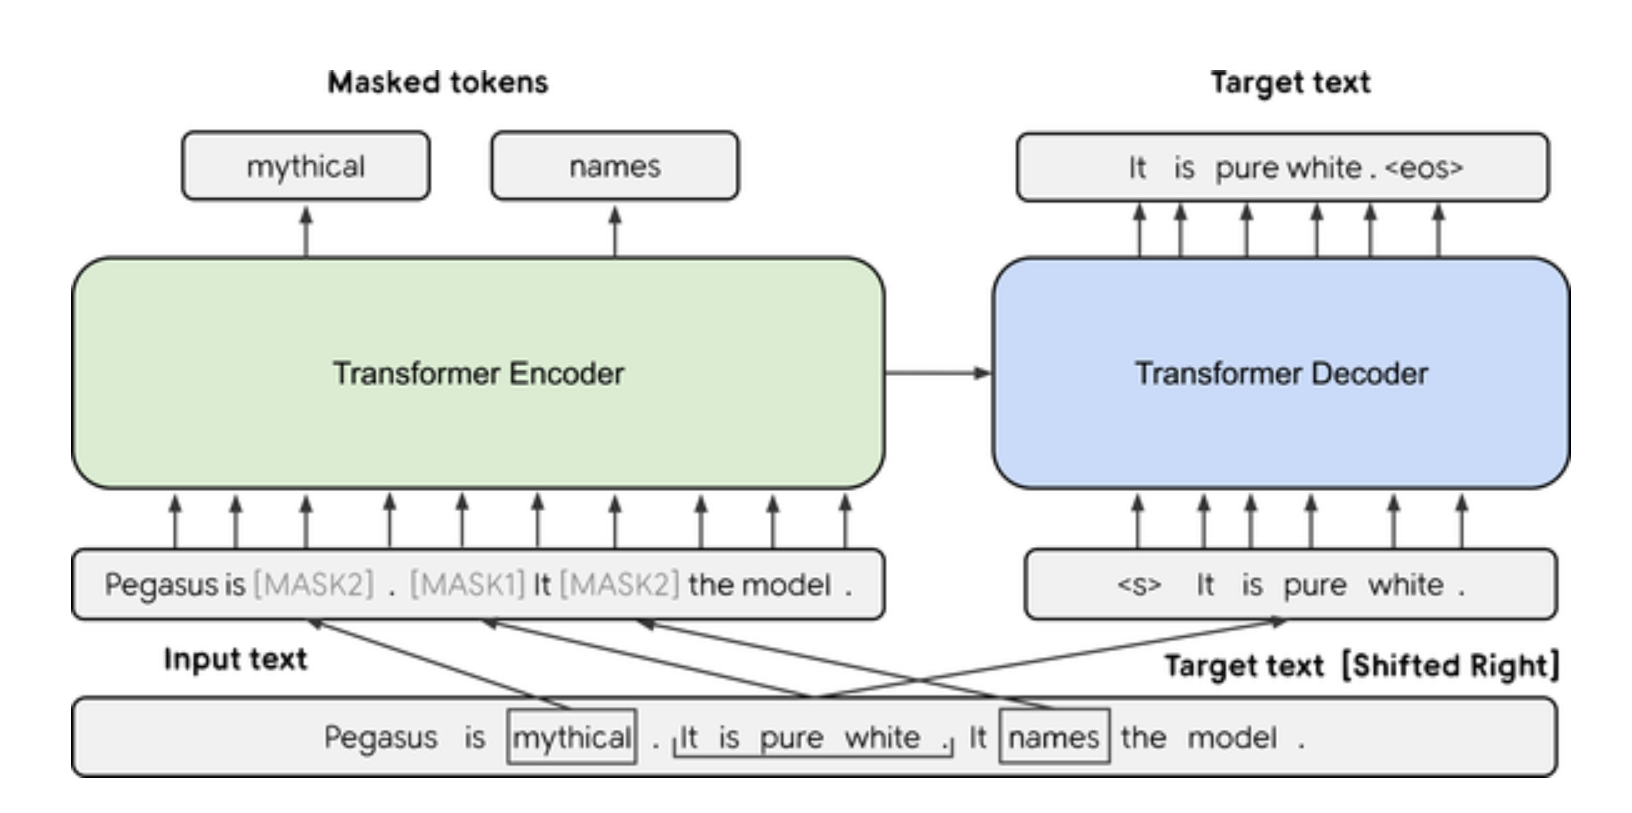 Masked tokens
Target text
mythical
names
It is pure white . <eos>
Transformer Encoder
Transformer Decoder
Pegasus is [MASK2] . [MASK1] It [MASK2] the model .
<s> It is pure white .
Input text
Target text [Shifted Right]
Pegasus is mythical . It is pure white . It names the model .